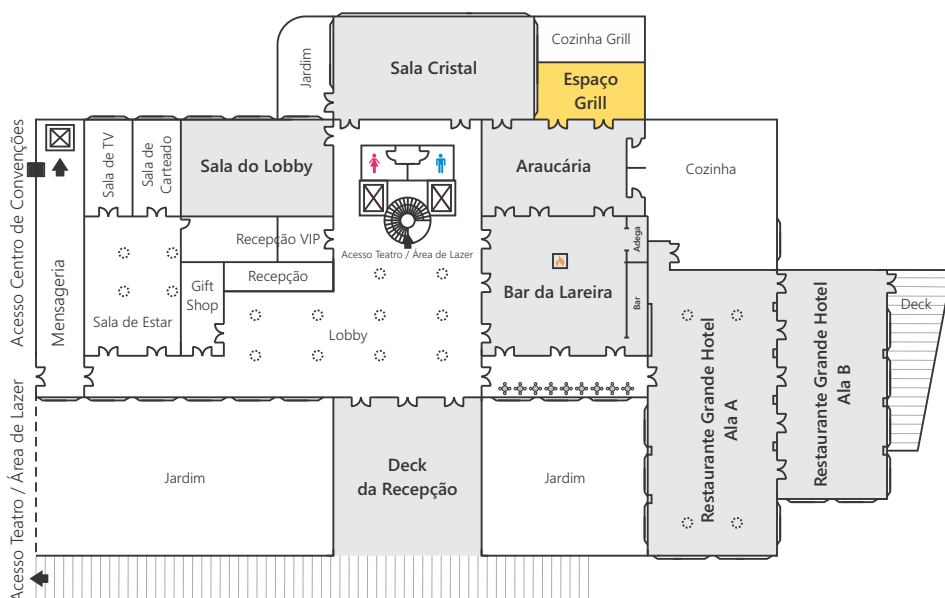 Cozinha Grill
Jardim
Sala Cristal
Espaço
Grill
Acesso Centro de Convenções
Sala de TV
Sala de
Carteado
Sala do Lobby
Araucária
Cozinha
Recepção VIP
Acesso Teatro / Área de Lazer
Adega
Mensageria
Recepção
Gift
Shop
Bar da Lareira
Bar
Sala de Estar
Lobby
Deck
Restaurante Grande Hotel
Ala A
Restaurante Grande Hotel
Ala B
Acesso Teatro / Área de Lazer
Jardim
Deck
da Recepção
Jardim